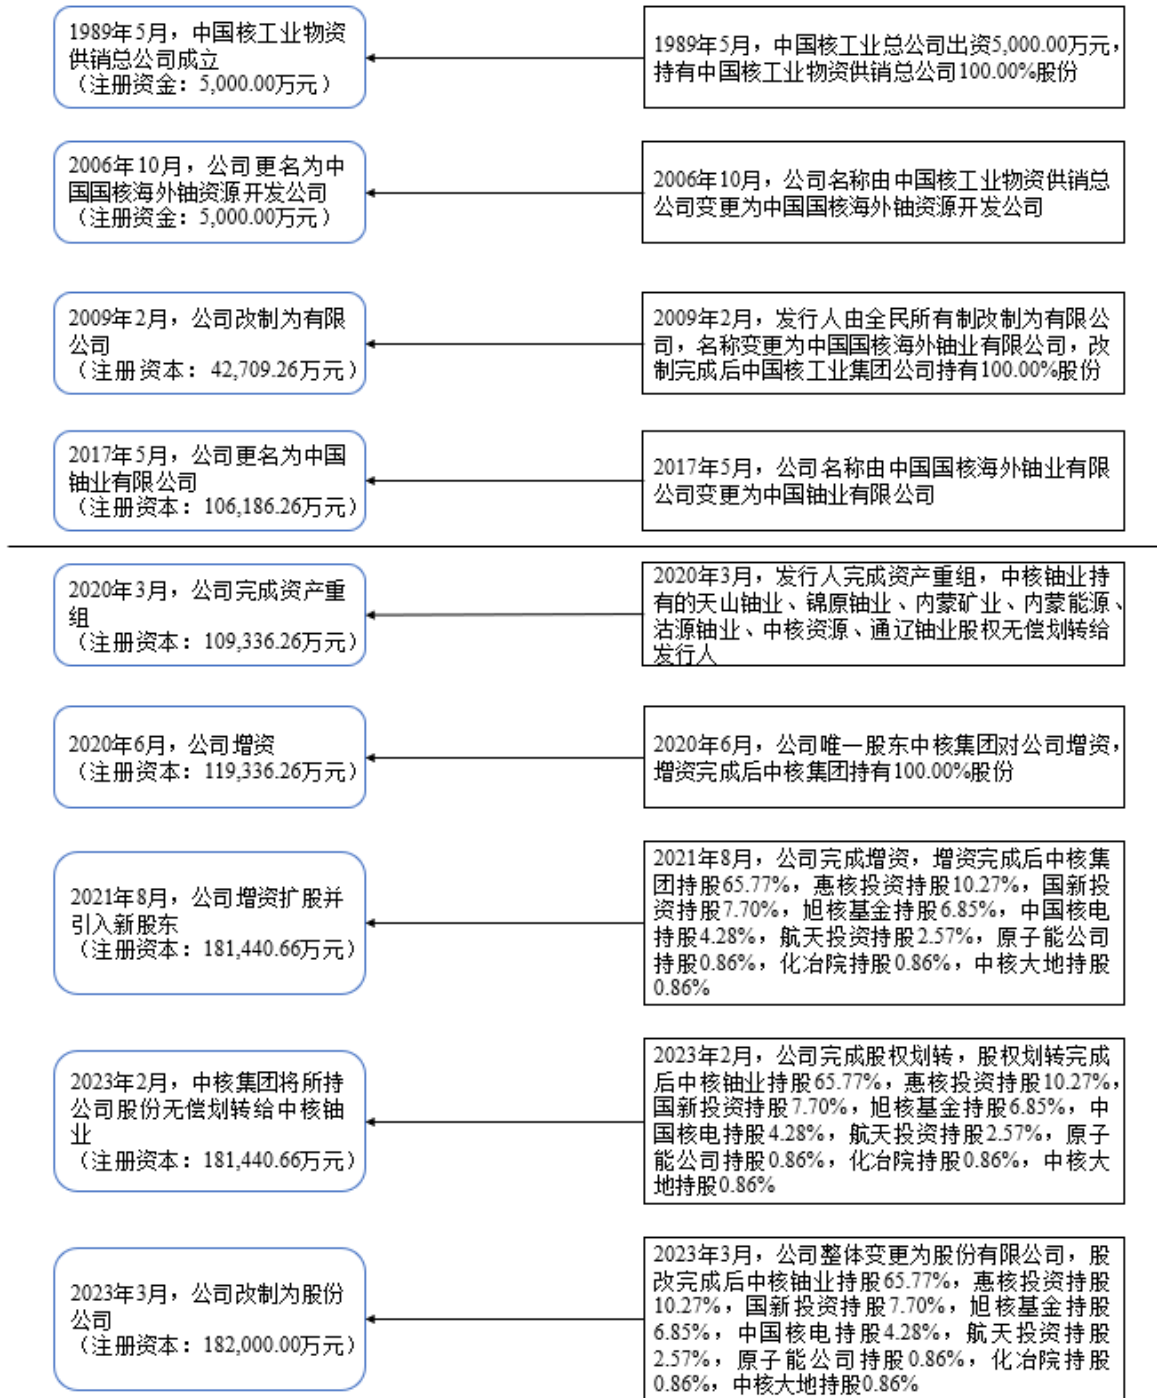 1989年5月，中国核工业物资
供销总公司成立
（注册资金：5,000.00万元）
1989年5月，中国核工业总公司出资5,000.00万元，
持有中国核工业物资供销总公司100.00%股份
2006年10月，公司更名为中
国国核海外铀资源开发公司
（注册资金：5,000.00万元）
2006年10月，公司名称由中国核工业物资供销总
公司变更为中国国核海外铀资源开发公司
2009年2月，公司改制为有限
公司
（注册资本：42,709.26万元）
2009年2月，发行人由全民所有制改制为有限公
司，名称变更为中国国核海外铀业有限公司，改
制完成后中国核工业集团公司持有100.00%股份
2017年5月，公司更名为中国
铀业有限公司
（注册资本：106,186.26万元）
2017年5月，公司名称由中国国核海外铀业有限
公司变更为中国铀业有限公司
2020年3月，公司完成资产重
组
（注册资本：109,336.26万元）
2020年3月，发行人完成资产重组，中核铀业持
有的天山铀业、锦原铀业、内蒙矿业、内蒙能源、
沽源铀业、中核资源、通辽铀业股权无偿划转给
发行人
2020年6月，公司增资
（注册资本：119,336.26万元）
2020年6月，公司唯一股东中核集团对公司增资，
增资完成后中核集团持有100.00%股份
2021年8月，公司增资扩股并
引入新股东
（注册资本：181,440.66万元）
2021年8月，公司完成增资，增资完成后中核集
团持股65.77%，惠核投资持股10.27%，国新投
资持股7.70%，旭核基金持股6.85%，中国核电
持股4.28%，航天投资持股2.57%，原子能公司
持股0.86%，化冶院持股0.86%，中核大地持股
0.86%
2023年2月，中核集团将所持
公司股份无偿划转给中核铀
业
（注册资本：181,440.66万元）
2023年2月，公司完成股权划转，股权划转完成
后中核铀业持股65.77%，惠核投资持股10.27%，
国新投资持股7.70%，旭核基金持股6.85%，中
国核电持股4.28%，航天投资持股2.57%，原子
能公司持股0.86%，化冶院持股0.86%，中核大
地持股0.86%
2023年3月，公司改制为股份
公司
（注册资本：182,000.00万元）
2023年3月，公司整体变更为股份有限公司，股
改完成后中核铀业持股65.77%，惠核投资持股
10.27%，国新投资持股7.70%，旭核基金持股
6.85%，中国核电持股4.28%，航天投资持股
2.57%，原子能公司持股0.86%，化冶院持股
0.86%，中核大地持股0.86%